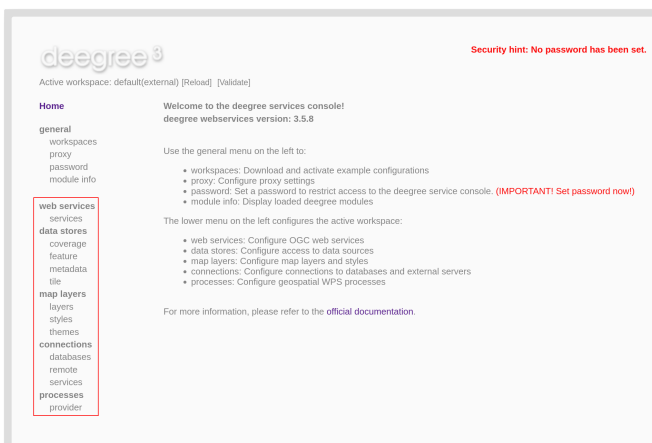 deegree 3
Security hint: No password has been set.
Active workspace: default(external) [Reload] [Validate]
Home
general
workspaces
proxy
password
module info
web services
services
data stores
coverage
feature
metadata
tile
map layers
layers
styles
themes
connections
databases
remote
services
processes
provider
Welcome to the deegree services console!
deegree webservices version: 3.5.8
Use the general menu on the left to:
workspaces: Download and activate example configurations
proxy: Configure proxy settings
password: Set a password to restrict access to the deegree service console. (IMPORTANT! Set password now!)
module info: Display loaded deegree modules
The lower menu on the left configures the active workspace:
web services: Configure OGC web services
data stores: Configure access to data sources
map layers: Configure map layers and styles
connections: Configure connections to databases and external servers
processes: Configure geospatial WPS processes
For more information, please refer to the official documentation.